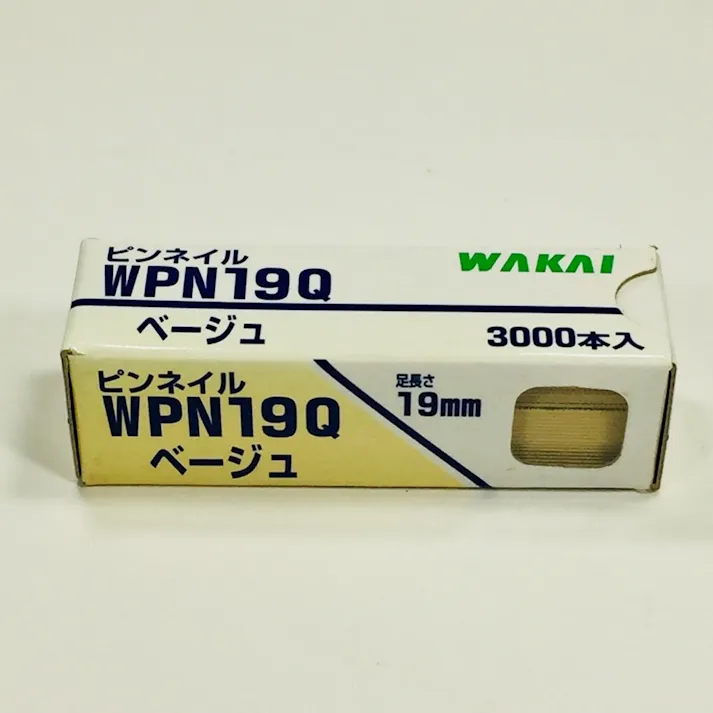 ピンネイル
WPN19Q
WAKAI
ベージュ
3000本入
ピンネイル
WPN19Q
ベージュ
足長さ
19mm